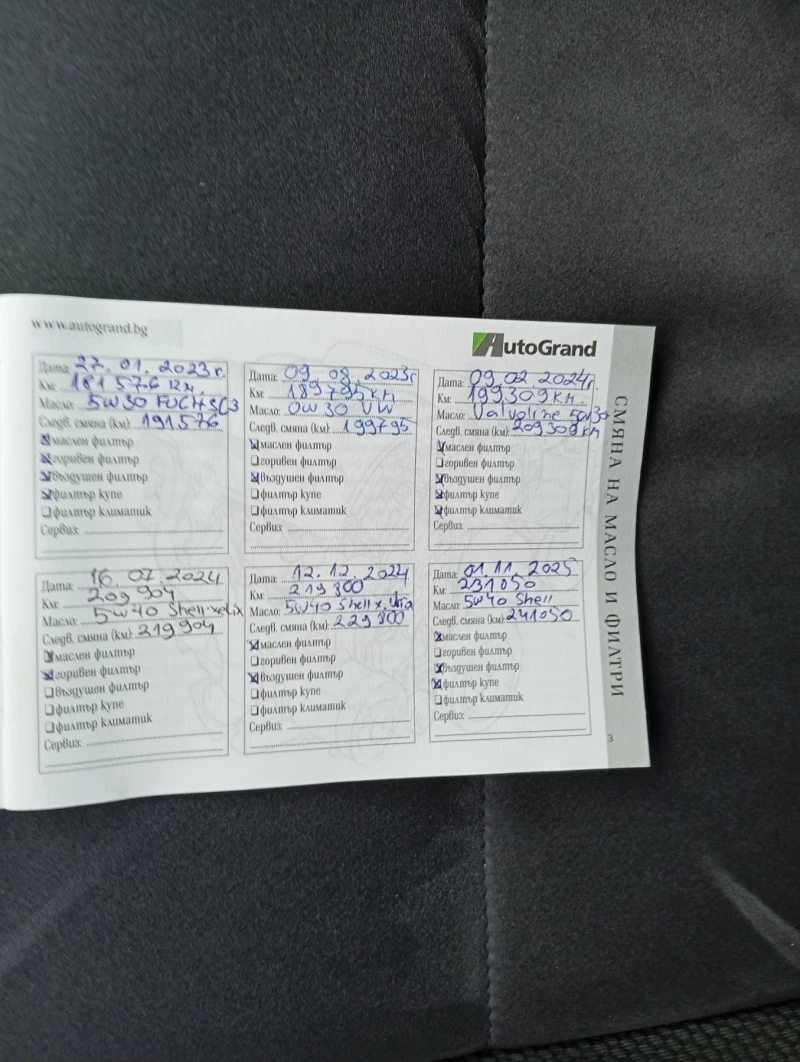 www.autogrand.bg
AutoGrand
СМЯНА НА МАСЛО И ФИЛТРИ
Дата: 27.01.2023г.
Км: 181576 км
Масло: 5W30 FUCHS C3
Следв. смяна (км): 191576
маслен филтър
горивен филтър
въздушен филтър
филтър купе
филтър климатик
Сервиз:
Дата: 09.08.2023г
Км: 189795 км
Масло: 0W30 VW
Следв. смяна (км): 199795
маслен филтър
горивен филтър
въздушен филтър
филтър купе
филтър климатик
Сервиз:
Дата: 09.02.2024г.
Км: 199309 км.
Масло: Valvoline 5w30
Следв. смяна (км): 209309 км
маслен филтър
горивен филтър
въздушен филтър
филтър купе
филтър климатик
Сервиз:
Дата: 16.07.2024
Км: 209904
Масло: 5w40 Shell
Следв. смяна (км): 219904
маслен филтър
горивен филтър
въздушен филтър
филтър купе
филтър климатик
Сервиз:
Дата: 12.12.2024
Км: 219800
Масло: 5W40 Shell
Следв. смяна (км): 229800
маслен филтър
горивен филтър
въздушен филтър
филтър купе
филтър климатик
Сервиз:
Дата: 01.11.2025
Км: 231050
Масло: 5W40 Shell
Следв. смяна (км): 241050
маслен филтър
горивен филтър
въздушен филтър
филтър купе
филтър климатик
Сервиз:
3